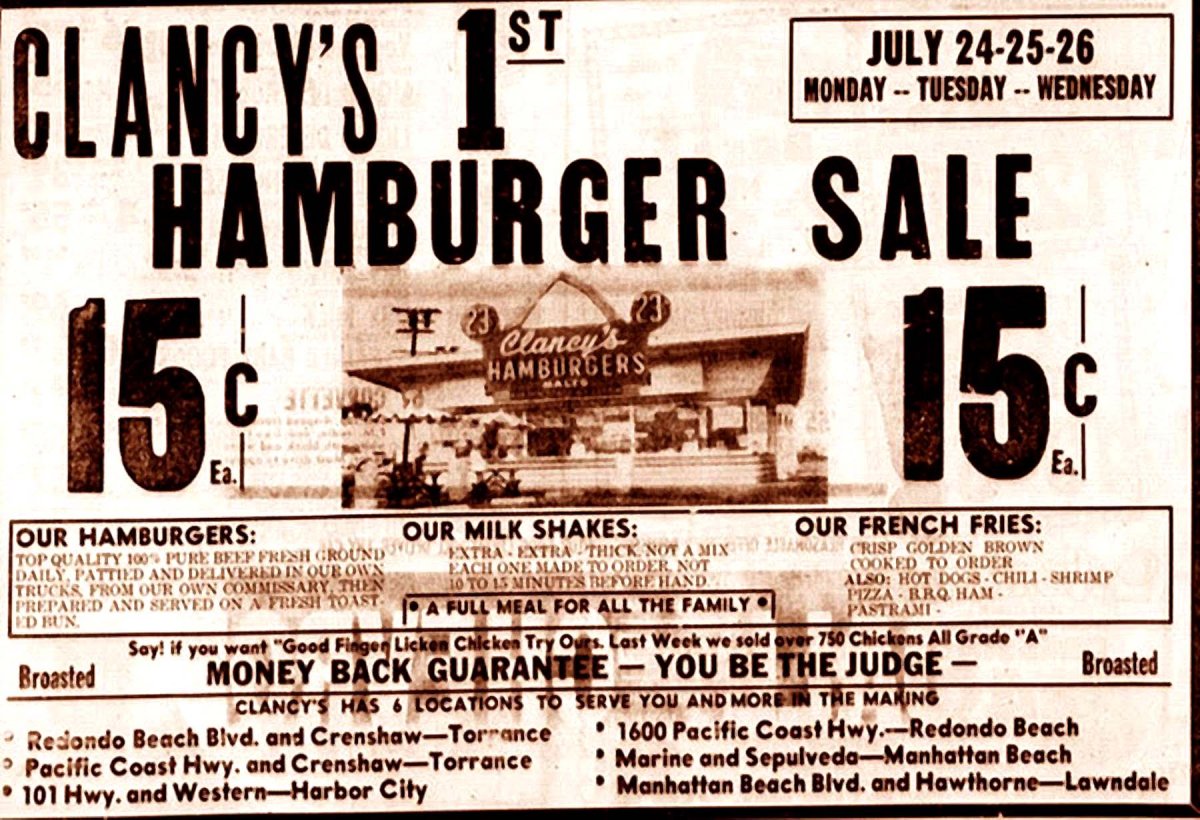 CLANCY'S 1ST
HAMBURGER SALE
JULY 24-25-26
MONDAY -- TUESDAY -- WEDNESDAY
15¢ Ea.
23 23
Clancy's
HAMBURGERS
MALTS
15¢ Ea.
OUR HAMBURGERS:
TOP QUALITY 100% PURE BEEF FRESH GROUND
DAILY, PATTIED AND DELIVERED IN OUR OWN
TRUCKS, FROM OUR OWN COMMISSARY, THEN
PREPARED AND SERVED ON A FRESH TOAST-
ED BUN.
OUR MILK SHAKES:
EXTRA - EXTRA - THICK, NOT A MIX
EACH ONE MADE TO ORDER, NOT
10 TO 15 MINUTES BEFORE HAND.
• A FULL MEAL FOR ALL THE FAMILY •
OUR FRENCH FRIES:
CRISP GOLDEN BROWN
COOKED TO ORDER
ALSO: HOT DOGS - CHILI - SHRIMP
PIZZA - B.B.Q. HAM -
PASTRAMI -
Say! if you want "Good Finger Licken Chicken Try Ours. Last Week we sold over 750 Chickens All Grade "A"
Broasted MONEY BACK GUARANTEE — YOU BE THE JUDGE — Broasted
CLANCY'S HAS 6 LOCATIONS TO SERVE YOU AND MORE IN THE MAKING
• Redondo Beach Blvd. and Crenshaw—Torrance
• Pacific Coast Hwy. and Crenshaw—Torrance
• 101 Hwy. and Western—Harbor City
• 1600 Pacific Coast Hwy.—Redondo Beach
• Marine and Sepulveda—Manhattan Beach
• Manhattan Beach Blvd. and Hawthorne—Lawndale